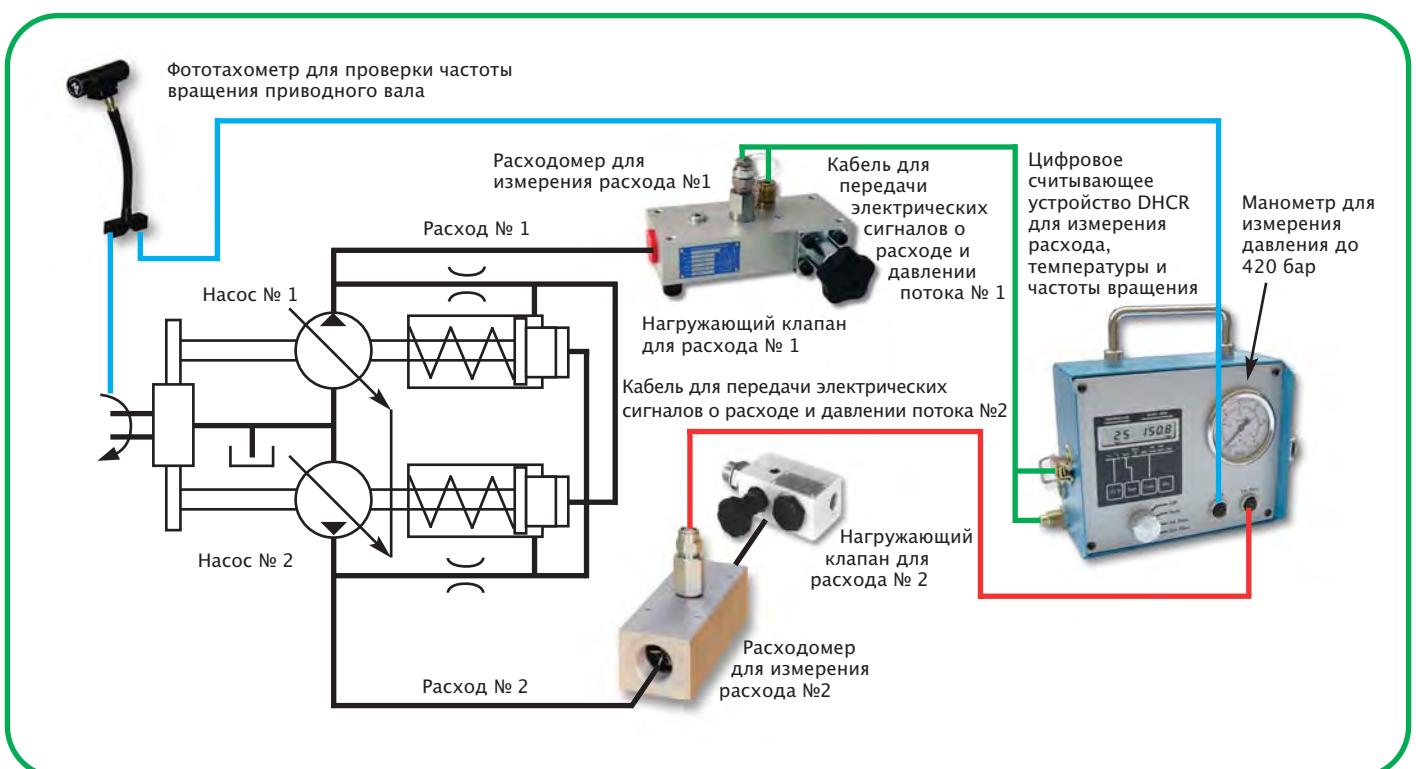 Фототахометр для проверки частоты
вращения приводного вала
Расходомер для
измерения расхода №1
Кабель для
передачи
электрических
сигналов о
расходе и
давлении
потока № 1
Цифровое
считывающее
устройство DHCR
для измерения
расхода,
температуры и
частоты вращения
Манометр для
измерения
давления до
420 бар
Расход № 1
Насос № 1
Нагружающий клапан
для расхода № 1
Кабель для передачи электрических
сигналов о расходе и давлении потока №2
25 150.8
Нагружающий
клапан для
расхода № 2
Насос № 2
Расходомер
для измерения
расхода №2
Расход № 2